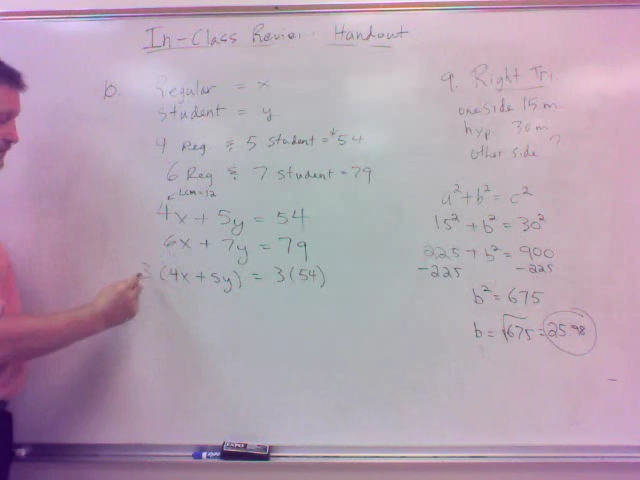 In-Class Review Handout
b. Regular = x
student = y
4 Reg & 5 Student = $54
6 Reg & 7 student = 79
LCM=12
4x + 5y = 54
6x + 7y = 79
3(4x + 5y) = 3(54)
9. Right Tri.
one side 15 m
hyp 30 m
other side ?
a² + b² = c²
15² + b² = 30²
225 + b² = 900
-225 -225
b² = 675
b = √675 = 25.98
EXPO